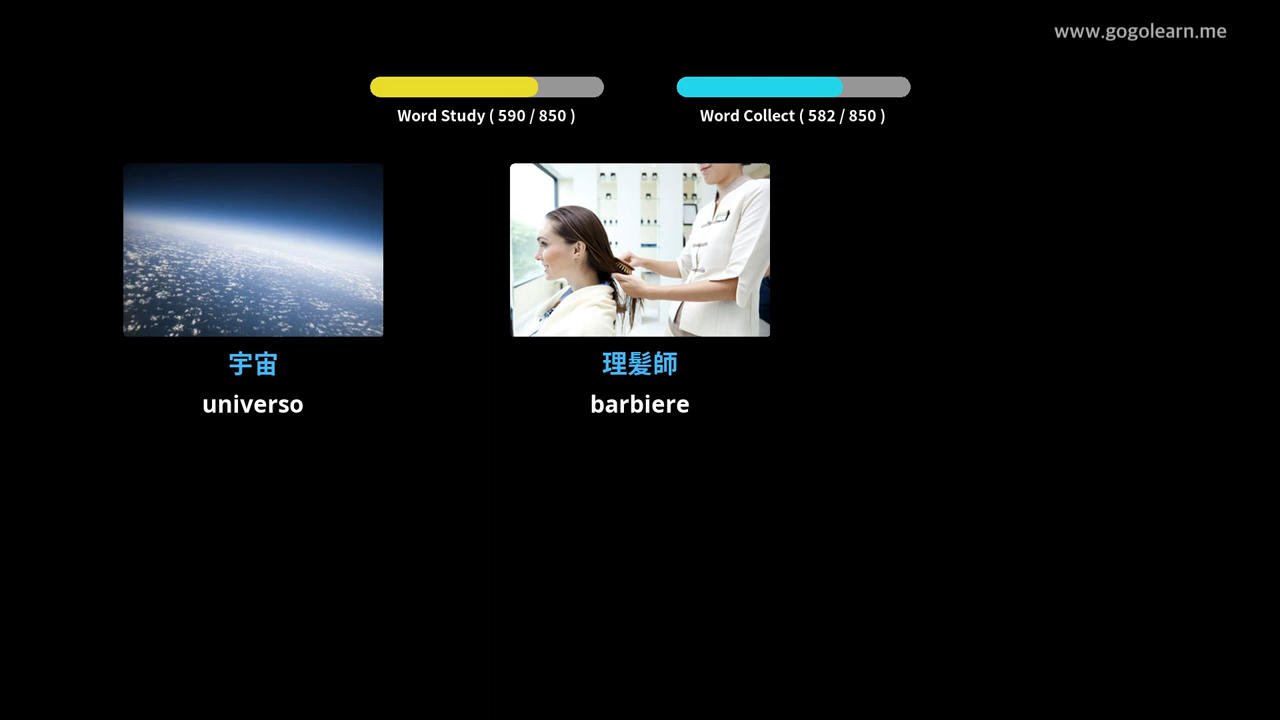 www.gogolearn.me
Word Study ( 590 / 850 )
Word Collect ( 582 / 850 )
宇宙
universo
理髪師
barbiere